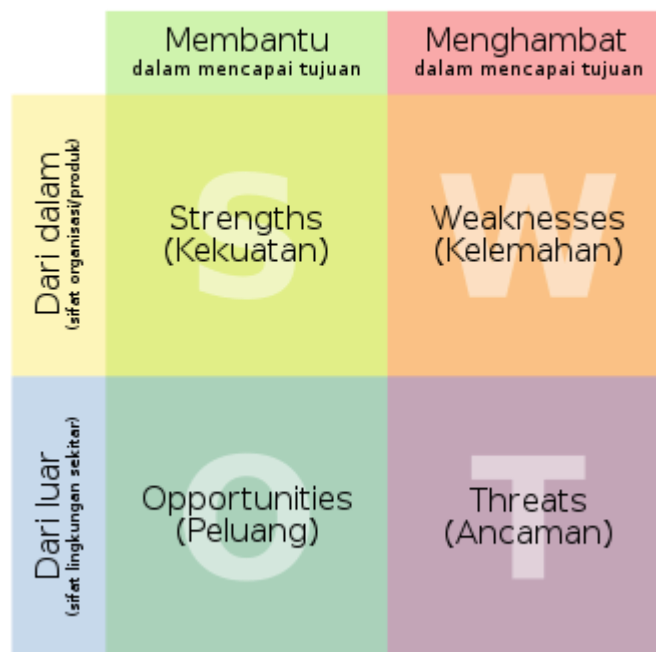 Membantu
dalam mencapai tujuan
Menghambat
dalam mencapai tujuan
Dari dalam
(sifat organisasi/produk)
S
Strengths
(Kekuatan)
W
Weaknesses
(Kelemahan)
Dari luar
(sifat lingkungan sekitar)
O
Opportunities
(Peluang)
T
Threats
(Ancaman)